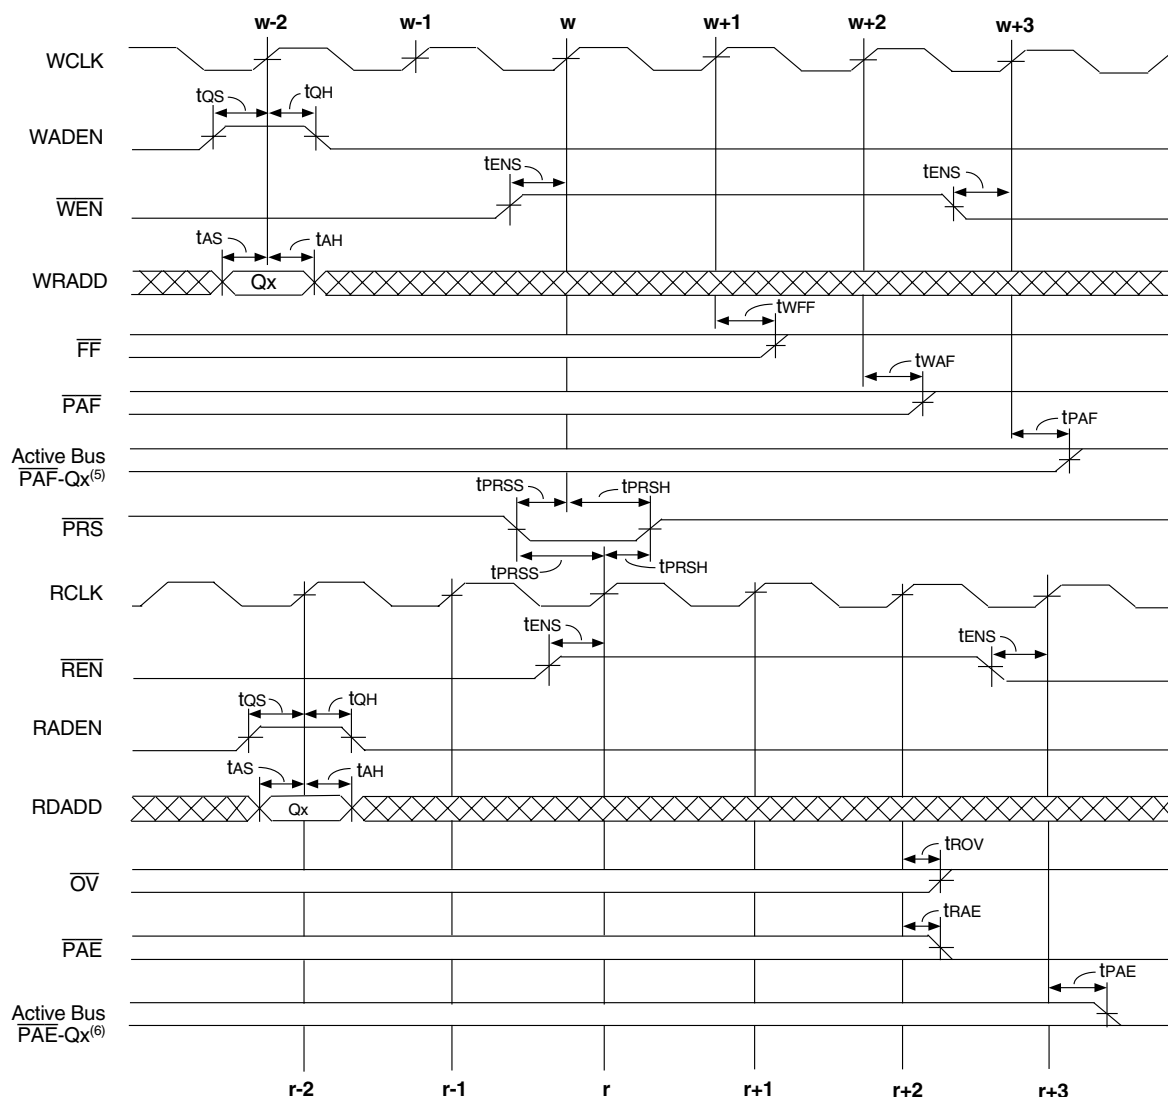 w-2 w-1 w w+1 w+2 w+3
WCLK
tQS tQH
WADEN
tENS tENS
WEN
tAS tAH
WRADD Qx
tWFF
FF
tWAF
PAF
tPAF
Active Bus
PAF-Qx(5)
tPRSS tPRSH
PRS
tPRSS tPRSH
RCLK
tENS tENS
REN
tQS tQH
RADEN
tAS tAH
RDADD Qx
tROV
OV
tRAE
PAE
tPAE
Active Bus
PAE-Qx(6)
r-2 r-1 r r+1 r+2 r+3